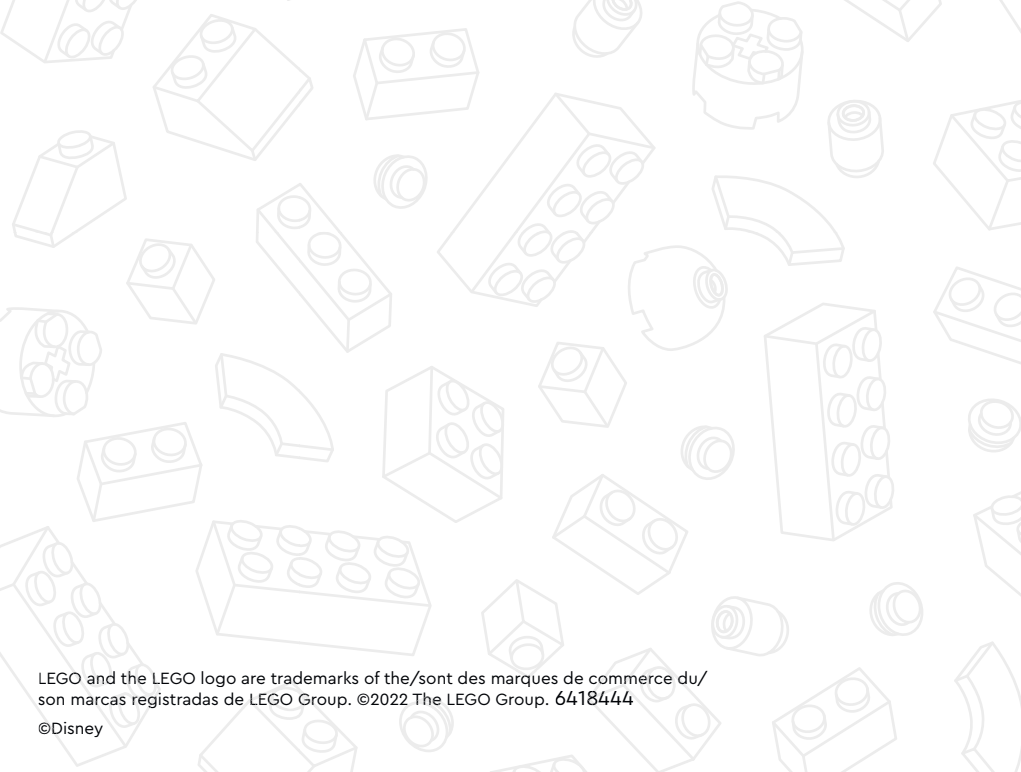 LEGO and the LEGO logo are trademarks of the/sont des marques de commerce du/
son marcas registradas de LEGO Group. ©2022 The LEGO Group. 6418444
©Disney